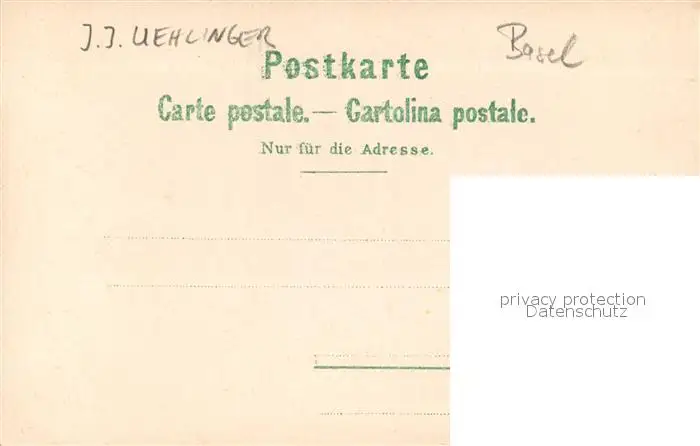 J.J. UEHLINGER Basel
Postkarte
Carte postale. — Cartolina postale.
Nur für die Adresse.
privacy protection
Datenschutz